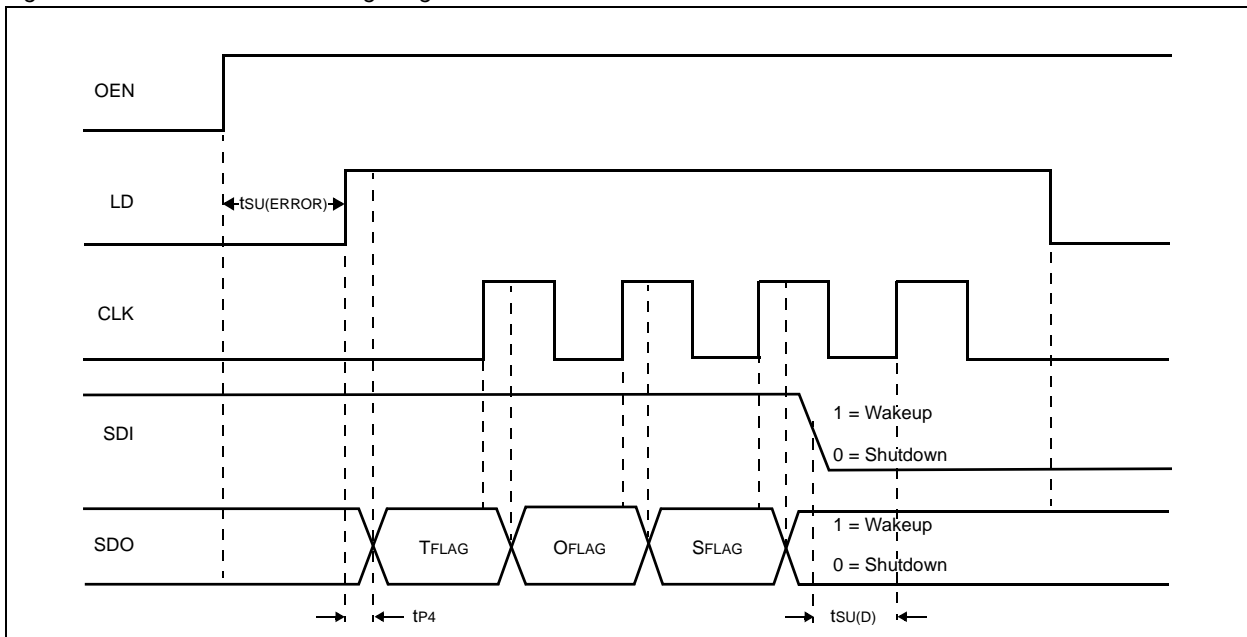 OEN
LD
tSU(ERROR)
CLK
SDI
1 = Wakeup
0 = Shutdown
SDO
TFLAG
OFLAG
SFLAG
1 = Wakeup
0 = Shutdown
tP4
tSU(D)